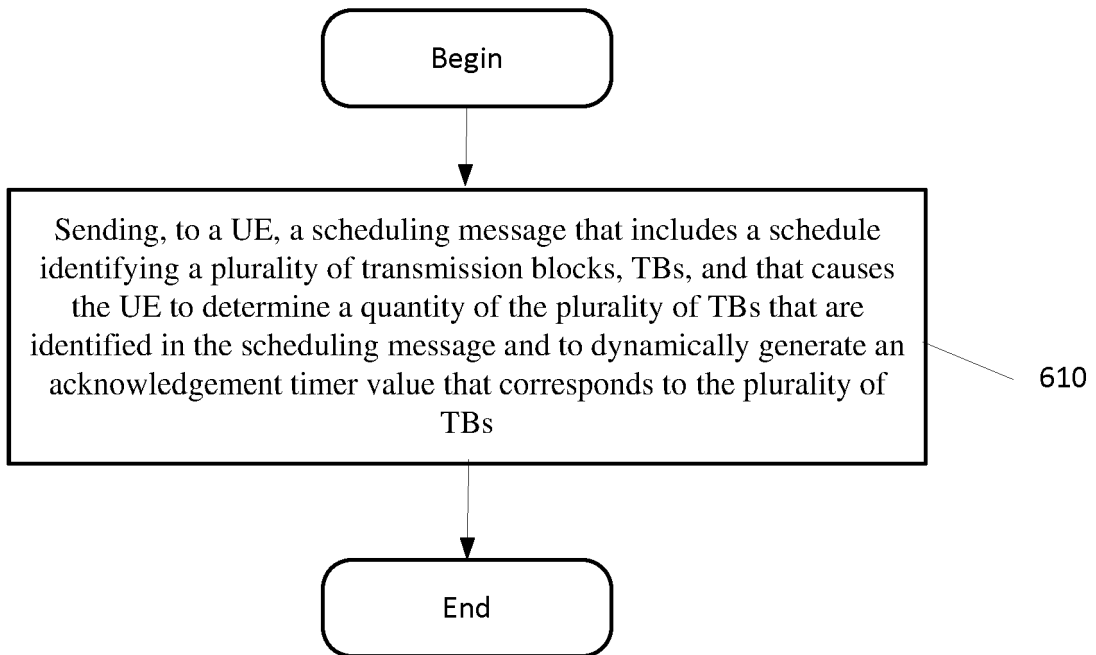 Begin
Sending, to a UE, a scheduling message that includes a schedule
identifying a plurality of transmission blocks, TBs, and that causes
the UE to determine a quantity of the plurality of TBs that are
identified in the scheduling message and to dynamically generate an
acknowledgement timer value that corresponds to the plurality of
TBs
610
End